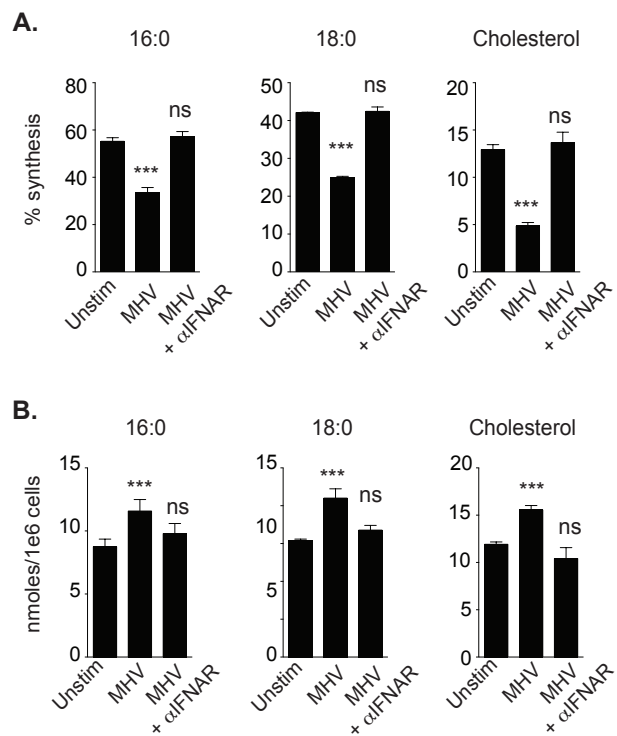 A.
16:0
18:0
Cholesterol
% synthesis
80
60
40
20
0
***
ns
Unstim
MHV
MHV
+ αIFNAR
50
40
30
20
10
0
***
ns
Unstim
MHV
MHV
+ αIFNAR
20
15
10
5
0
***
ns
Unstim
MHV
MHV
+ αIFNAR
B.
16:0
18:0
Cholesterol
nmoles/1e6 cells
15
10
5
0
***
ns
Unstim
MHV
MHV
+ αIFNAR
15
10
5
0
***
ns
Unstim
MHV
MHV
+ αIFNAR
20
15
10
5
0
***
ns
Unstim
MHV
MHV
+ αIFNAR